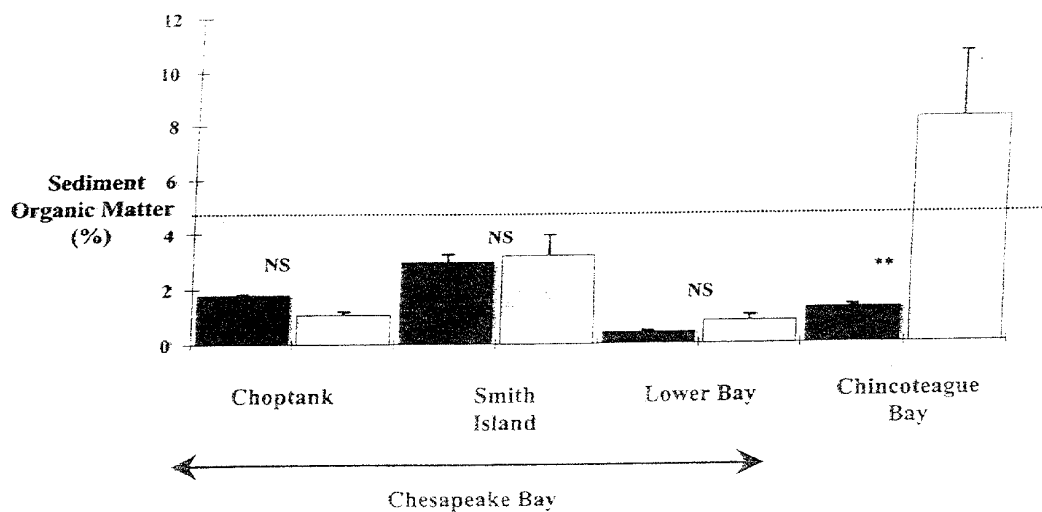 12
10
8
6
4
2
0
Sediment
Organic Matter
(%)
NS
NS
NS
**
Choptank
Smith
Island
Lower Bay
Chincoteague
Bay
Chesapeake Bay